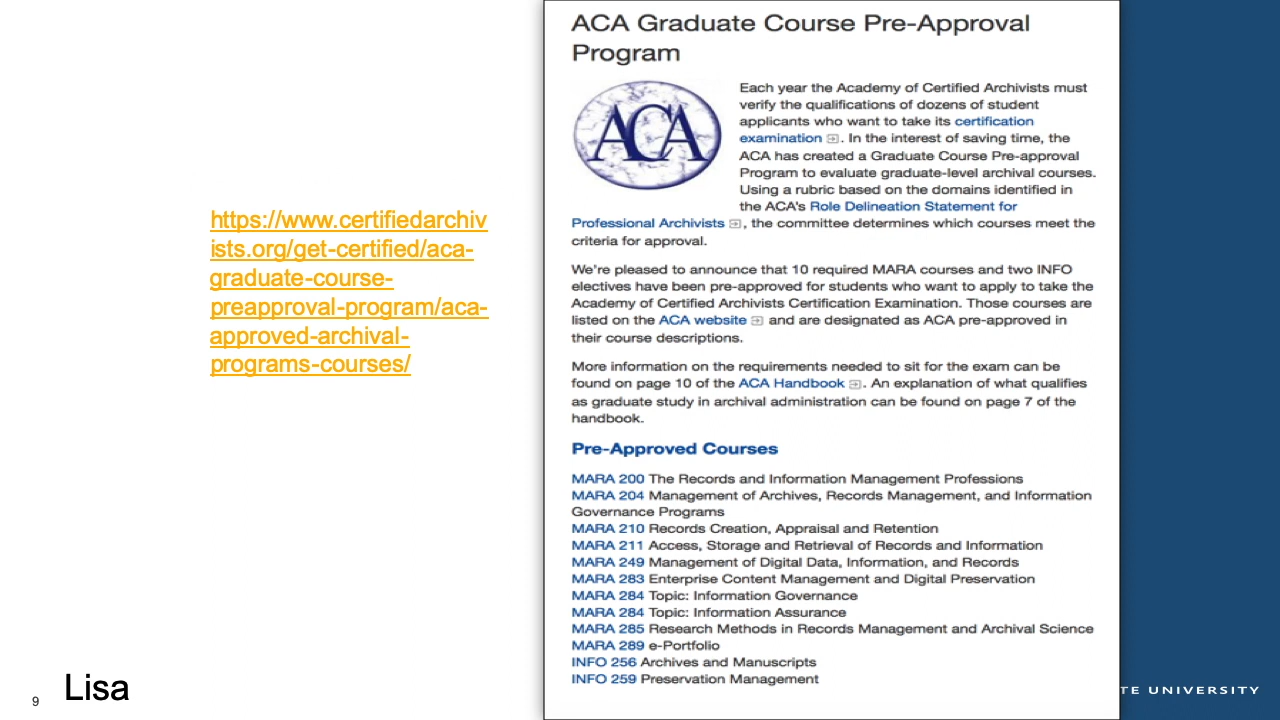 https://www.certifiedarchiv
ists.org/get-certified/aca-
graduate-course-
preapproval-program/aca-
approved-archival-
programs-courses/
ACA Graduate Course Pre-Approval
Program
ACA
Each year the Academy of Certified Archivists must
verify the qualifications of dozens of student
applicants who want to take its certification
examination. In the interest of saving time, the
ACA has created a Graduate Course Pre-approval
Program to evaluate graduate-level archival courses.
Using a rubric based on the domains identified in
the ACA's Role Delineation Statement for
Professional Archivists, the committee determines which courses meet the
criteria for approval.
We're pleased to announce that 10 required MARA courses and two INFO
electives have been pre-approved for students who want to apply to take the
Academy of Certified Archivists Certification Examination. Those courses are
listed on the ACA website and are designated as ACA pre-approved in
their course descriptions.
More information on the requirements needed to sit for the exam can be
found on page 10 of the ACA Handbook. An explanation of what qualifies
as graduate study in archival administration can be found on page 7 of the
handbook.
Pre-Approved Courses
MARA 200 The Records and Information Management Professions
MARA 204 Management of Archives, Records Management, and Information
Governance Programs
MARA 210 Records Creation, Appraisal and Retention
MARA 211 Access, Storage and Retrieval of Records and Information
MARA 249 Management of Digital Data, Information, and Records
MARA 283 Enterprise Content Management and Digital Preservation
MARA 284 Topic: Information Governance
MARA 284 Topic: Information Assurance
MARA 285 Research Methods in Records Management and Archival Science
MARA 289 e-Portfolio
INFO 256 Archives and Manuscripts
INFO 259 Preservation Management
TE UNIVERSITY
9
Lisa